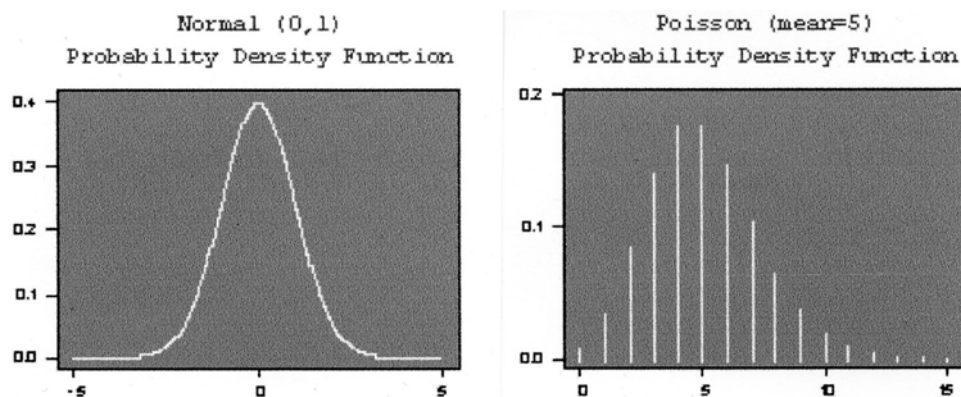 Normal (0,1)
Probability Density Function
0.4
0.3
0.2
0.1
0.0
-5 0 5
Poisson (mean=5)
Probability Density Function
0.2
0.1
0.0
0 5 10 15